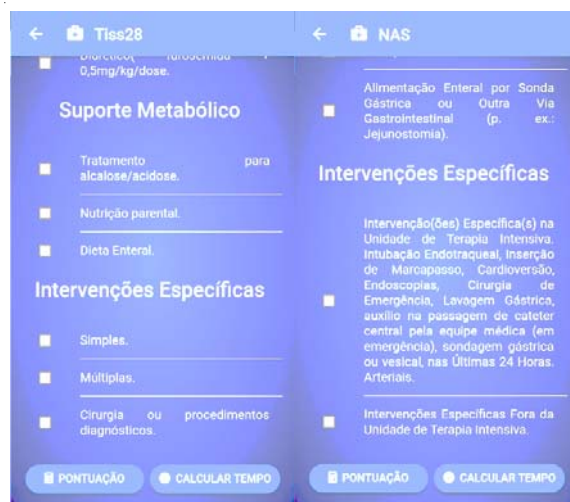 Tiss28
Diurético( furosemida
0,5mg/kg/dose.
Suporte Metabólico
Tratamento para
alcalose/acidose.
Nutrição parental.
Dieta Enteral.
Intervenções Específicas
Simples.
Múltiplas.
Cirurgia ou procedimentos
diagnósticos.
PONTUAÇÃO
CALCULAR TEMPO
NAS
Alimentação Enteral por Sonda
Gástrica ou Outra Via
Gastrointestinal (p. ex.:
Jejunostomia).
Intervenções Específicas
Intervenção(ões) Específica(s) na
Unidade de Terapia Intensiva.
Intubação Endotraqueal, Inserção
de Marcapasso, Cardioversão,
Endoscopias, Cirurgia de
Emergência, Lavagem Gástrica,
auxílio na passagem de cateter
central pela equipe médica (em
emergência), sondagem gástrica
ou vesical, nas Últimas 24 Horas.
Arteriais.
Intervenções Específicas Fora da
Unidade de Terapia Intensiva.
PONTUAÇÃO
CALCULAR TEMPO